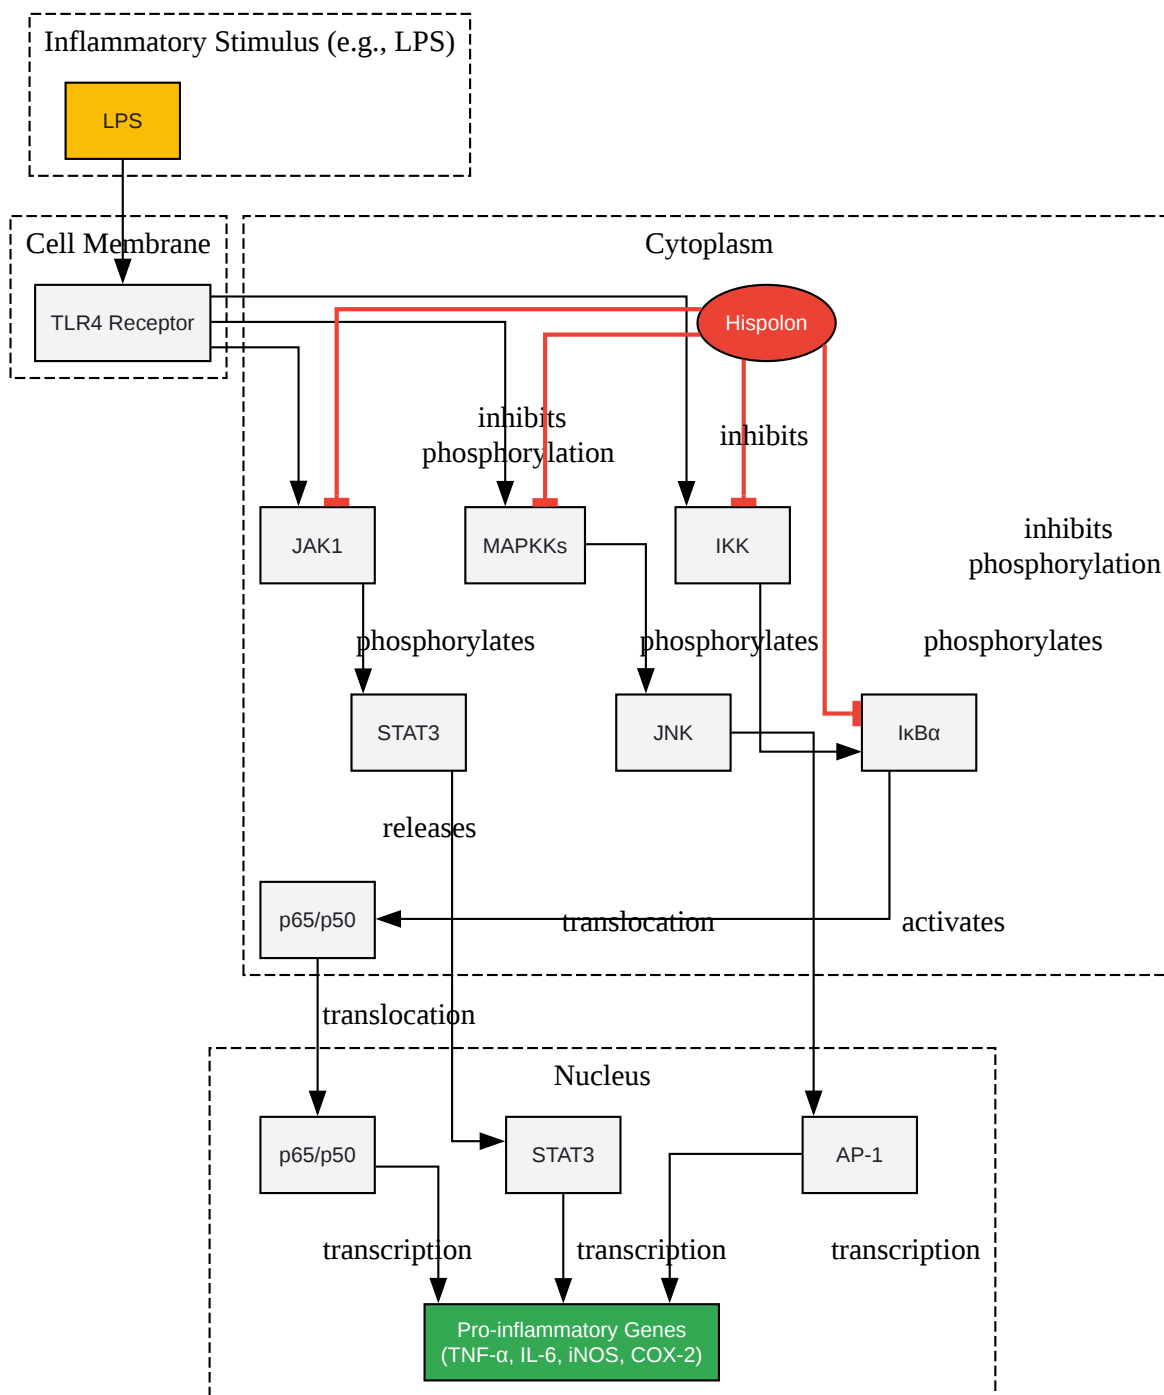 Inflammatory Stimulus (e.g., LPS)
LPS
Cell Membrane
Cytoplasm
TLR4 Receptor
Hispolon
inhibits
phosphorylation
inhibits
inhibits
phosphorylation
JAK1
MAPKKs
IKK
phosphorylates
phosphorylates
phosphorylates
STAT3
JNK
IκBα
releases
p65/p50
translocation
activates
translocation
Nucleus
p65/p50
STAT3
AP-1
transcription
transcription
transcription
Pro-inflammatory Genes
(TNF-α, IL-6, iNOS, COX-2)